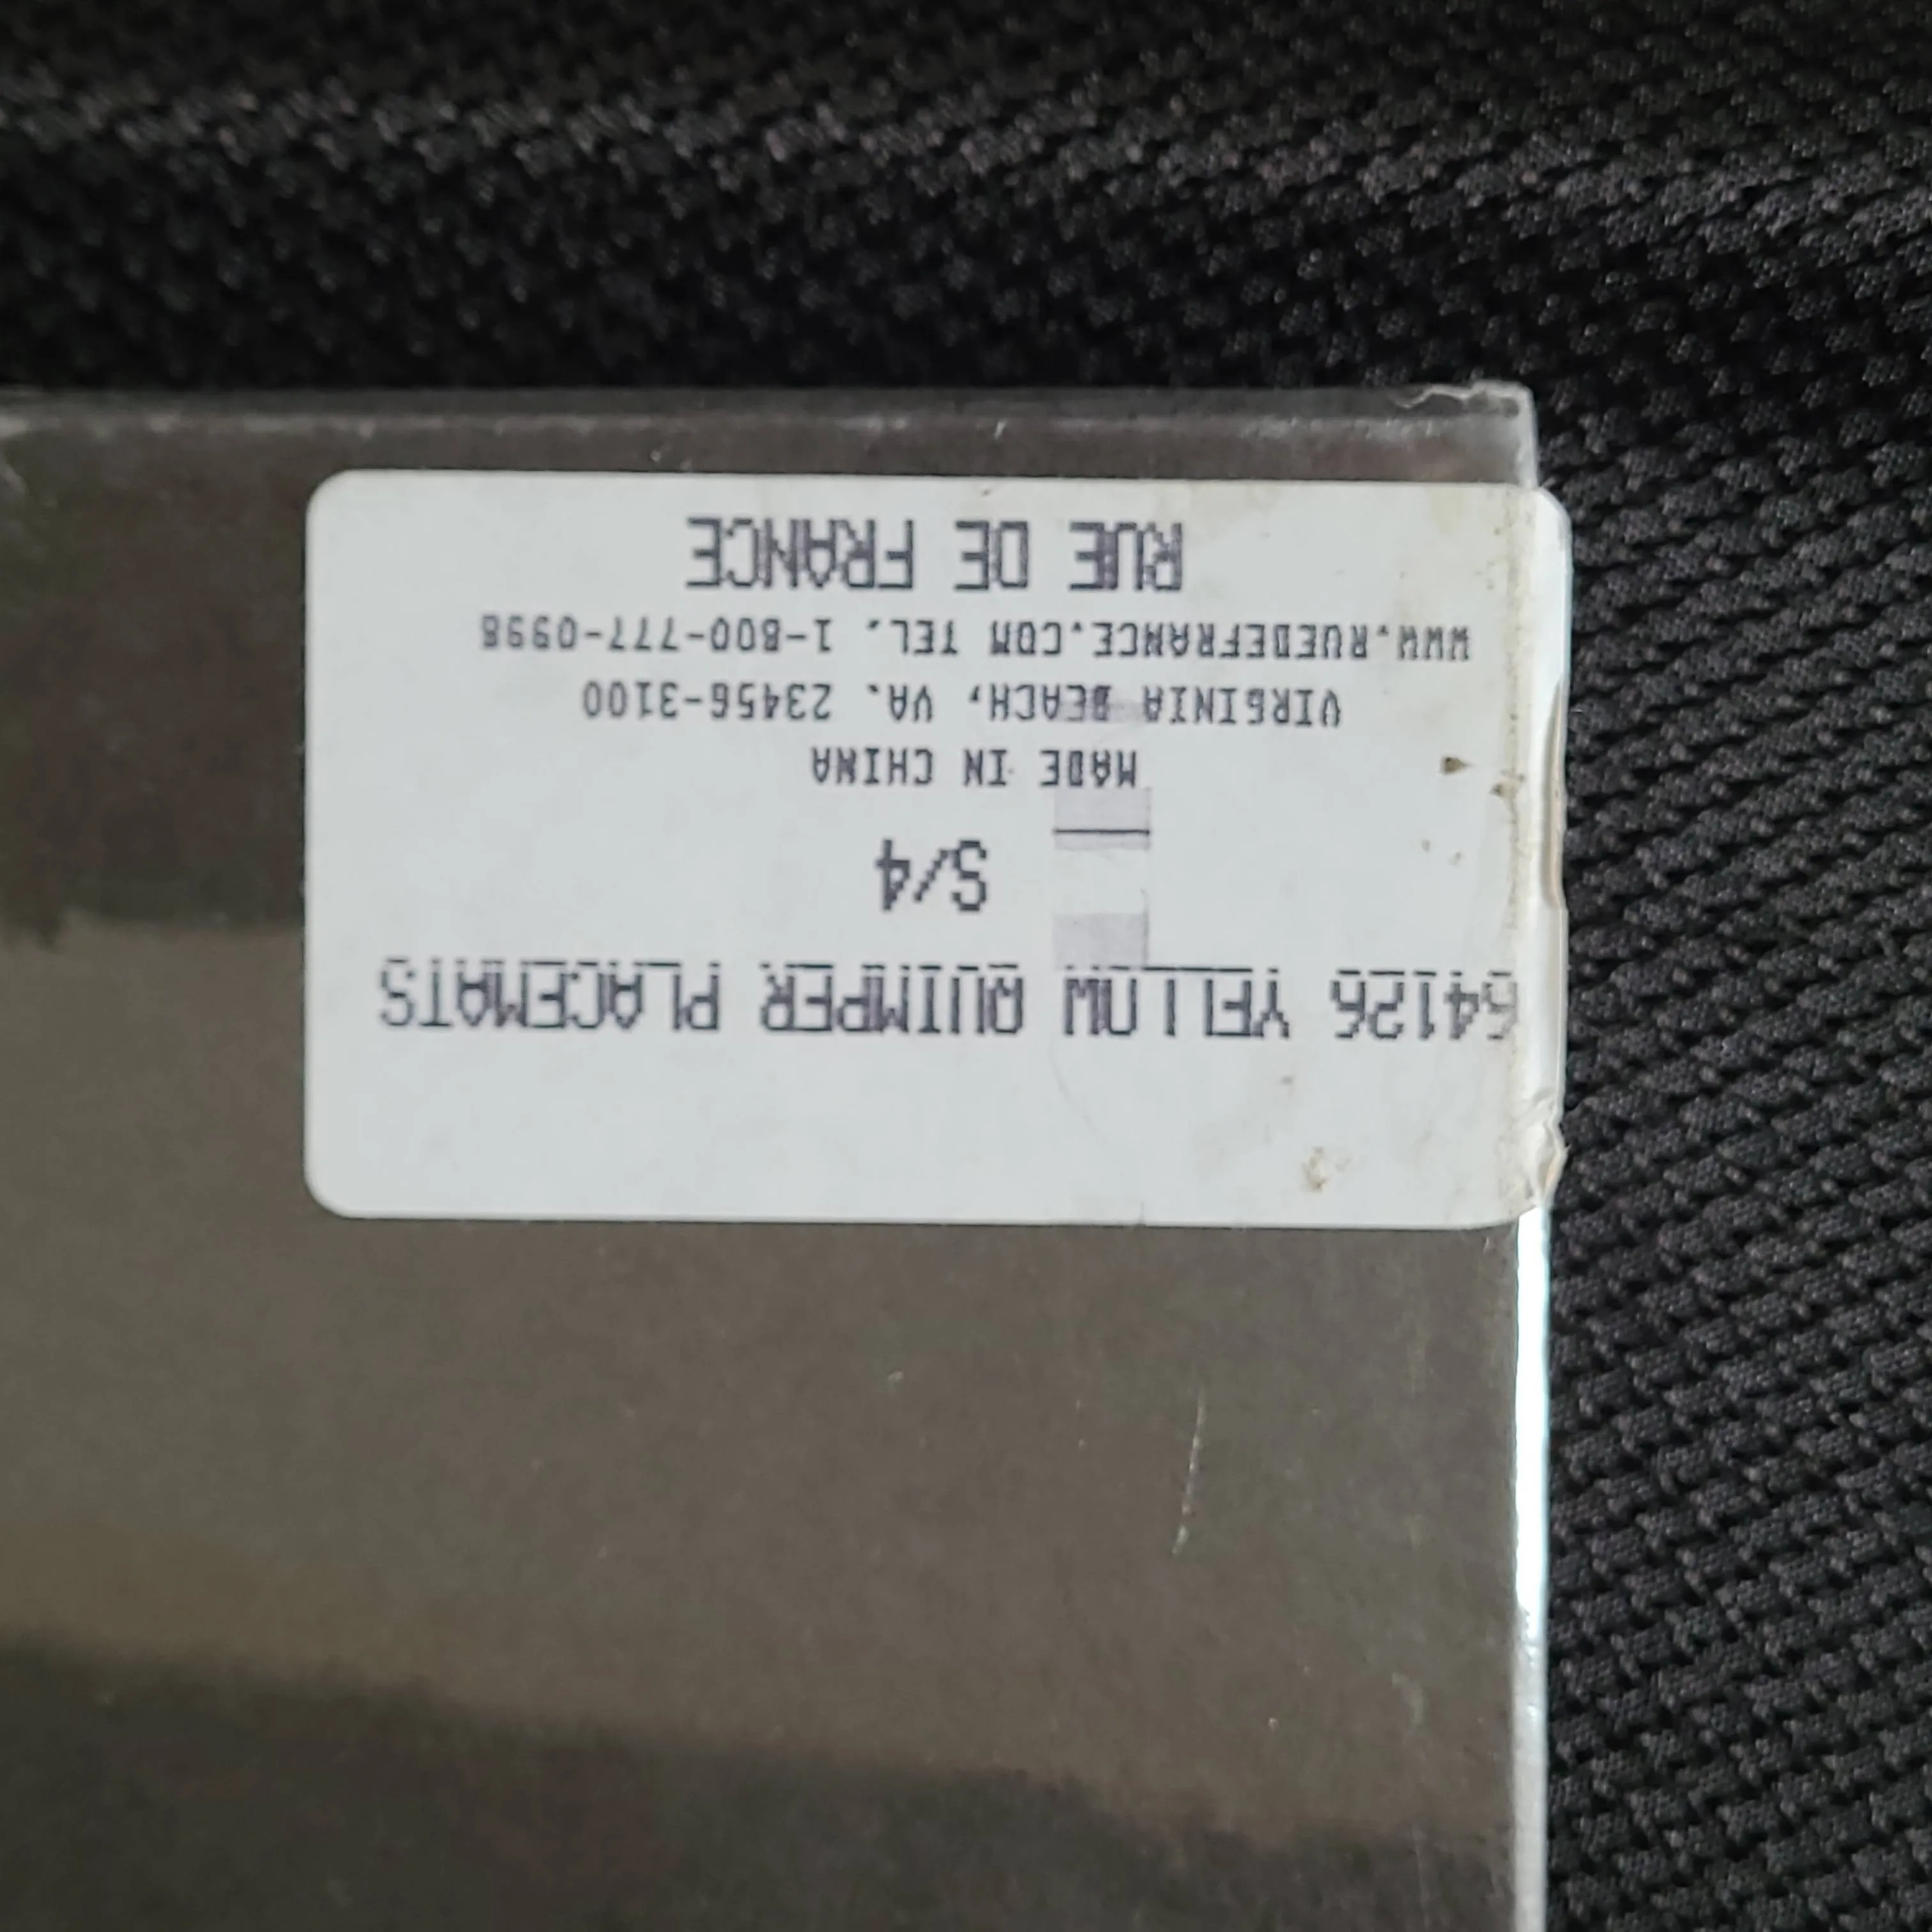 64126 YELLOW QUIMPER PLACEMATS
S/4
MADE IN CHINA
VIRGINIA BEACH, VA. 23456-3100
WWW.RUEDEFRANCE.COM TEL. 1-800-777-0998
RUE DE FRANCE